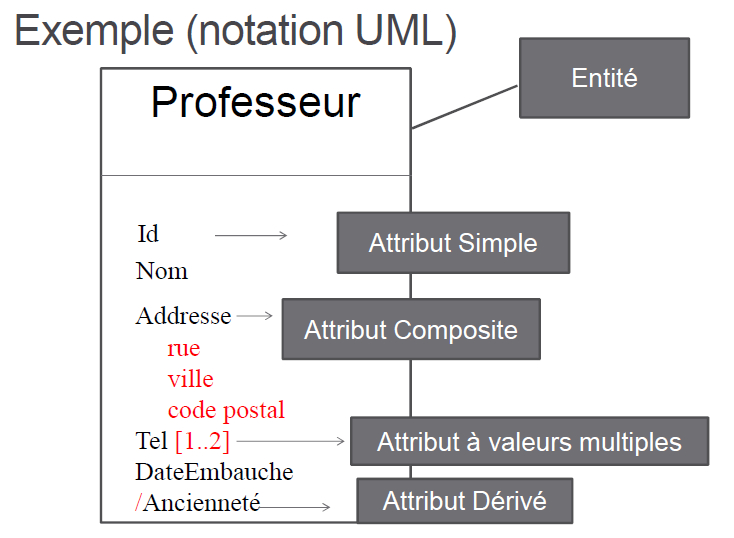 Exemple (notation UML)
Entité
Professeur
Id
Attribut Simple
Nom
Addresse
Attribut Composite
rue
ville
code postal
Tel [1..2]
Attribut à valeurs multiples
DateEmbauche
/Ancienneté
Attribut Dérivé